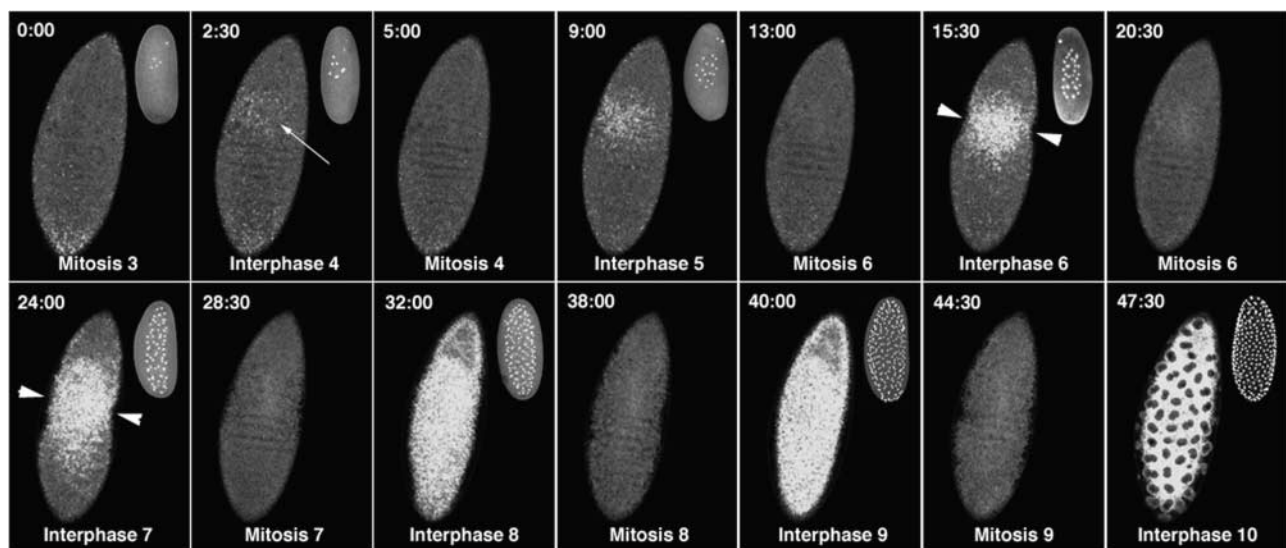 0:00 2:30 5:00 9:00 13:00 15:30 20:30
Mitosis 3 Interphase 4 Mitosis 4 Interphase 5 Mitosis 6 Interphase 6 Mitosis 6
24:00 28:30 32:00 38:00 40:00 44:30 47:30
Interphase 7 Mitosis 7 Interphase 8 Mitosis 8 Interphase 9 Mitosis 9 Interphase 10